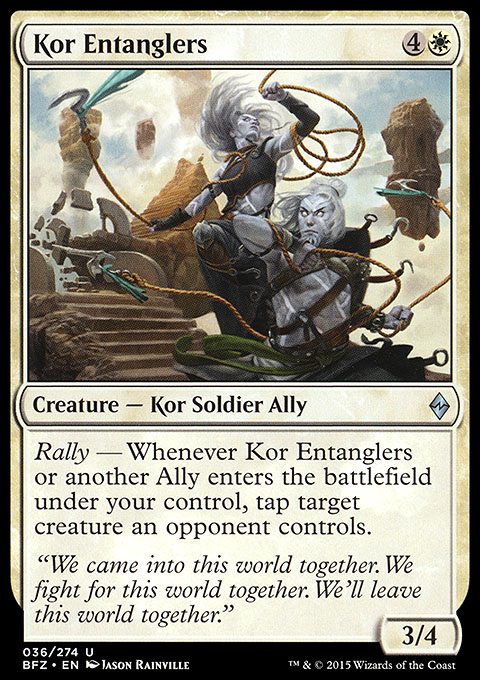 Kor Entanglers 4
Creature — Kor Soldier Ally
Rally — Whenever Kor Entanglers
or another Ally enters the battlefield
under your control, tap target
creature an opponent controls.
“We came into this world together. We
fight for this world together. We’ll leave
this world together.”
3/4
036/274 U
BFZ • EN Jason Rainville
™ & © 2015 Wizards of the Coast